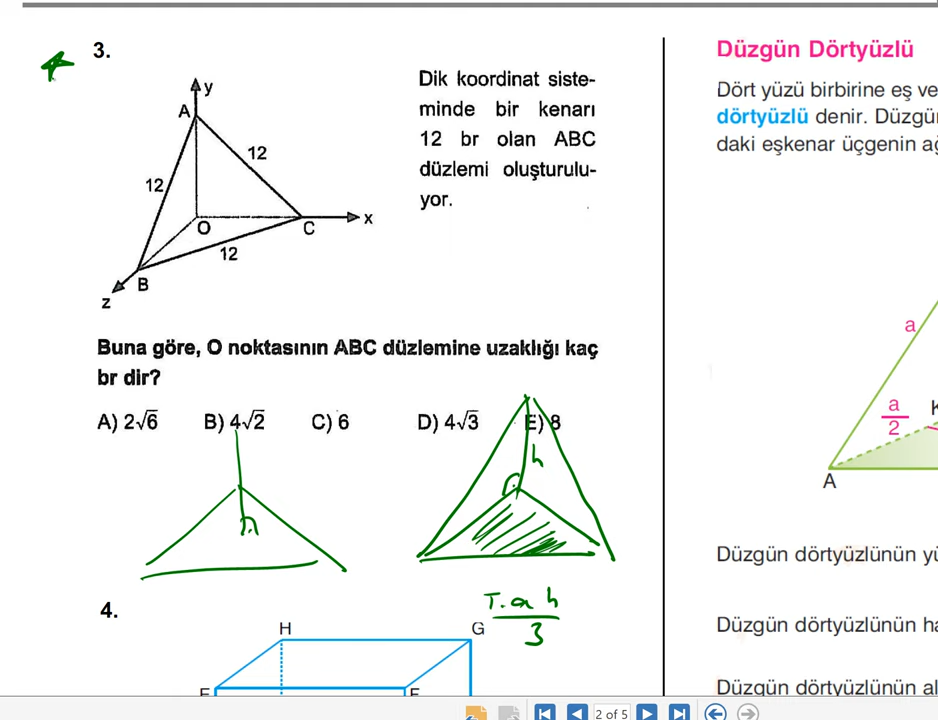 3.
y
A
12
12
O
C
x
12
B
z
Dik koordinat siste-
minde bir kenarı
12 br olan ABC
düzlemi oluşturulu-
yor.
Buna göre, O noktasının ABC düzlemine uzaklığı kaç
br dir?
A) 2√6 B) 4√2 C) 6 D) 4√3 E) 8
h
h
T.a h
3
4.
H
G
Düzgün Dörtyüzlü
Dört yüzü birbirine eş ve
dörtyüzlü denir.
daki eşkenar üçgenin
a
a
2
A
Düzgün dörtyüzlünün
Düzgün dörtyüzlünün
Düzgün dörtyüzlünün
2 of 5